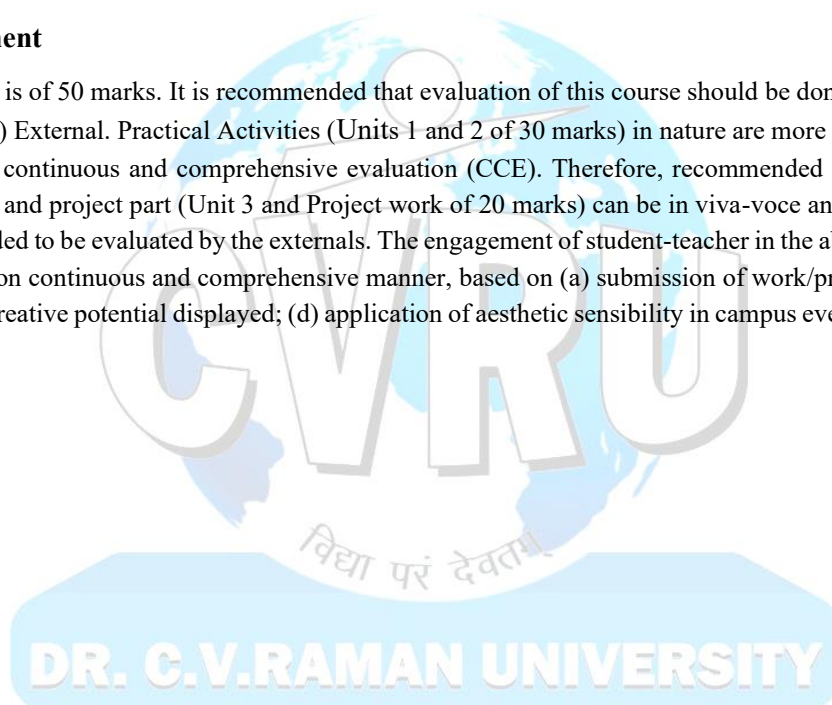 nent
is of 50 marks. It is recommended that evaluation of this course should be don
) External. Practical Activities (Units 1 and 2 of 30 marks) in nature are more
continuous and comprehensive evaluation (CCE). Therefore, recommended
and project part (Unit 3 and Project work of 20 marks) can be in viva-voce an
ded to be evaluated by the externals. The engagement of student-teacher in the al
on continuous and comprehensive manner, based on (a) submission of work/pr
reative potential displayed; (d) application of aesthetic sensibility in campus eve
CVRU
विद्या परं देवतम्
DR. C.V.RAMAN UNIVERSITY